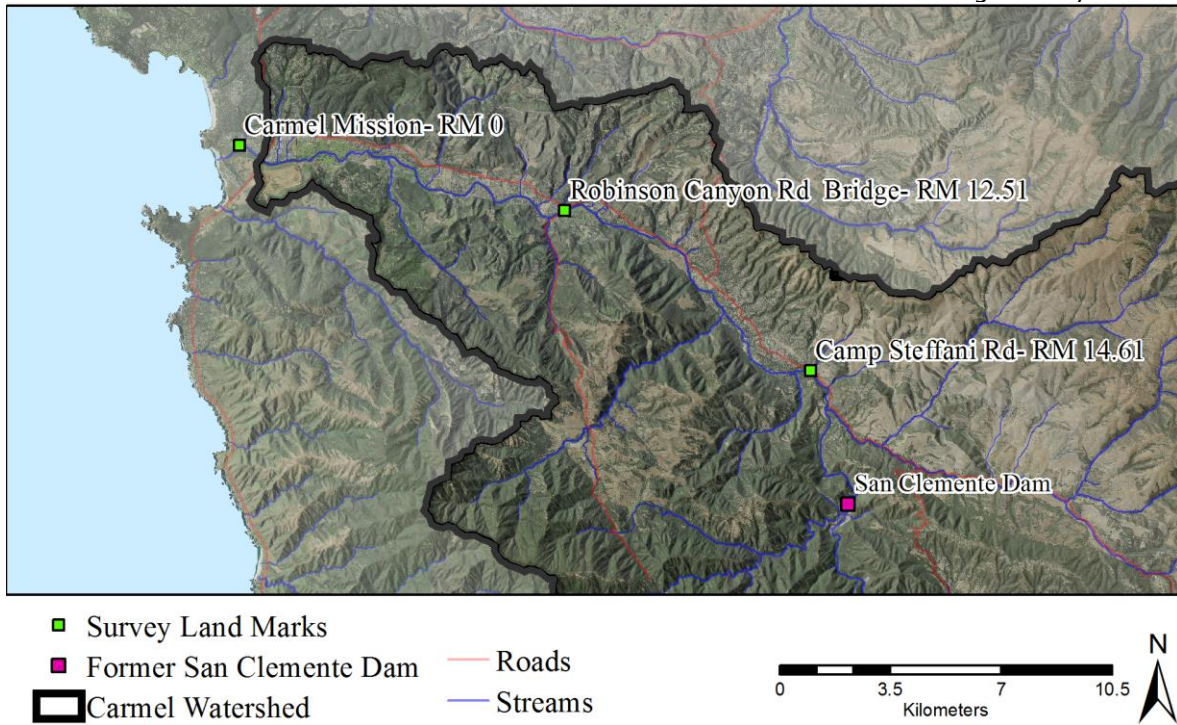 Carmel Mission- RM 0
Robinson Canyon Rd  Bridge- RM 12.51
Camp Steffani Rd- RM 14.61
San Clemente Dam
Survey Land Marks
Former San Clemente Dam
Carmel Watershed
Roads
Streams
N
0 3.5 7 10.5
Kilometers